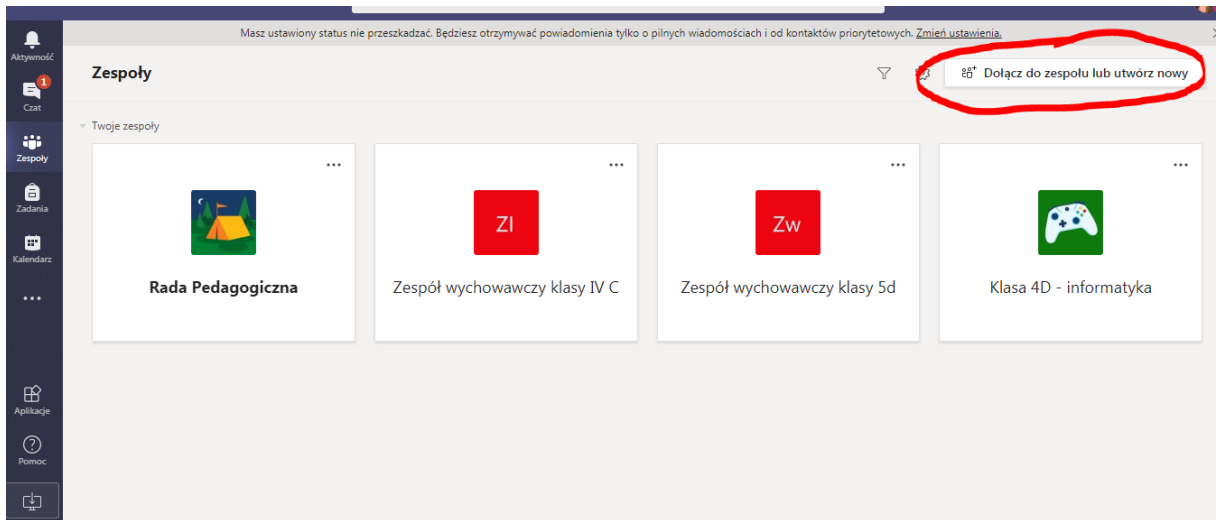 Masz ustawiony status nie przeszkadzać. Będziesz otrzymywać powiadomienia tylko o pilnych wiadomościach i od kontaktów priorytetowych. Zmień ustawienia.
Aktywność
1
Czat
Zespoły
Zadania
Kalendarz
Aplikacje
Pomoc
Zespoły
Dołącz do zespołu lub utwórz nowy
Twoje zespoły
Rada Pedagogiczna
ZI
Zespół wychowawczy klasy IV C
Zw
Zespół wychowawczy klasy 5d
Klasa 4D - informatyka